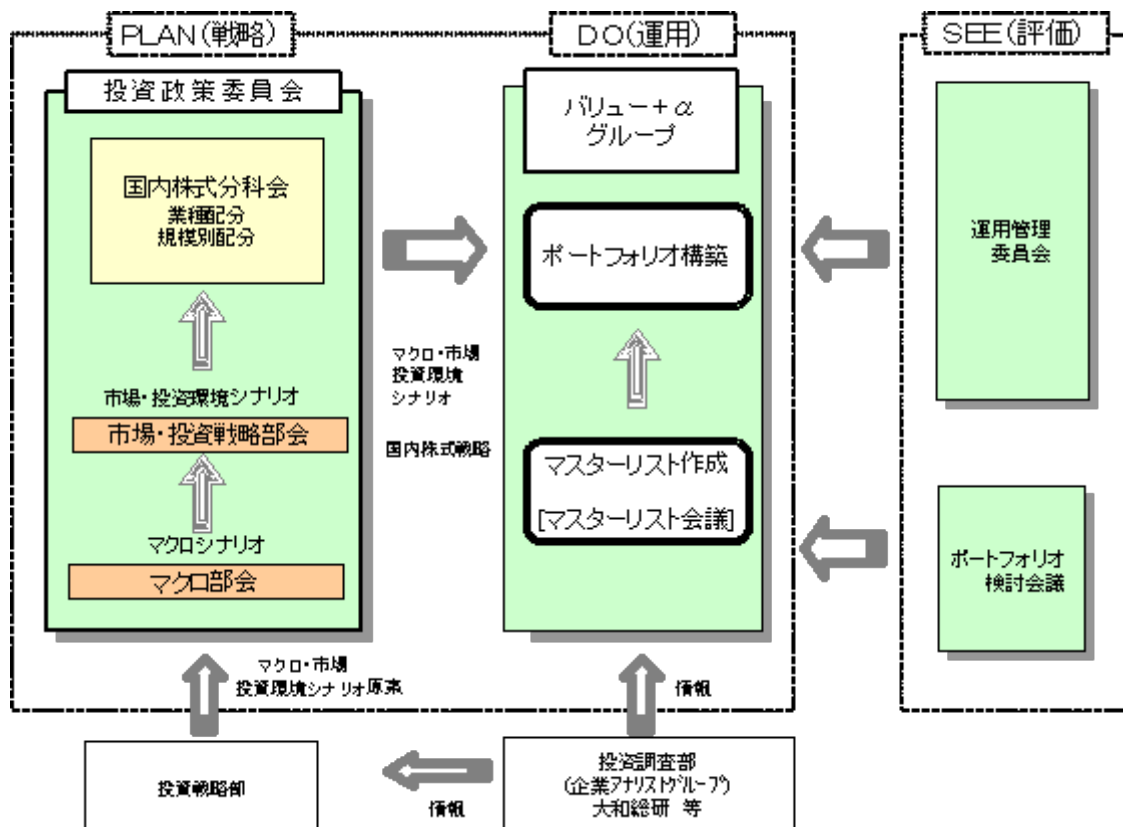 PLAN(戦略)
投資政策委員会
国内株式分科会
業種配分
規模別配分
市場・投資環境シナリオ
市場・投資戦略部会
マクロシナリオ
マクロ部会
マクロ・市場
投資環境シナリオ原案
投資戦略部
マクロ・市場
投資環境
シナリオ
国内株式戦略
DO(運用)
バリュー+α
グループ
ポートフォリオ構築
マスターリスト作成
[マスターリスト会議]
情報
投資調査部
(企業アナリストグループ)
大和総研 等
情報
SEE(評価)
運用管理
委員会
ポートフォリオ
検討会議